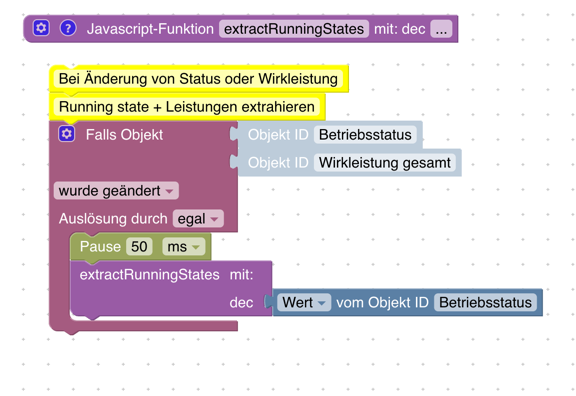 ? Javascript-Funktion extractRunningStates mit: dec ...
Bei Änderung von Status oder Wirkleistung
Running state + Leistungen extrahieren
Falls Objekt Objekt ID Betriebsstatus
Objekt ID Wirkleistung gesamt
wurde geändert
Auslösung durch egal
Pause 50 ms
extractRunningStates mit:
dec Wert vom Objekt ID Betriebsstatus